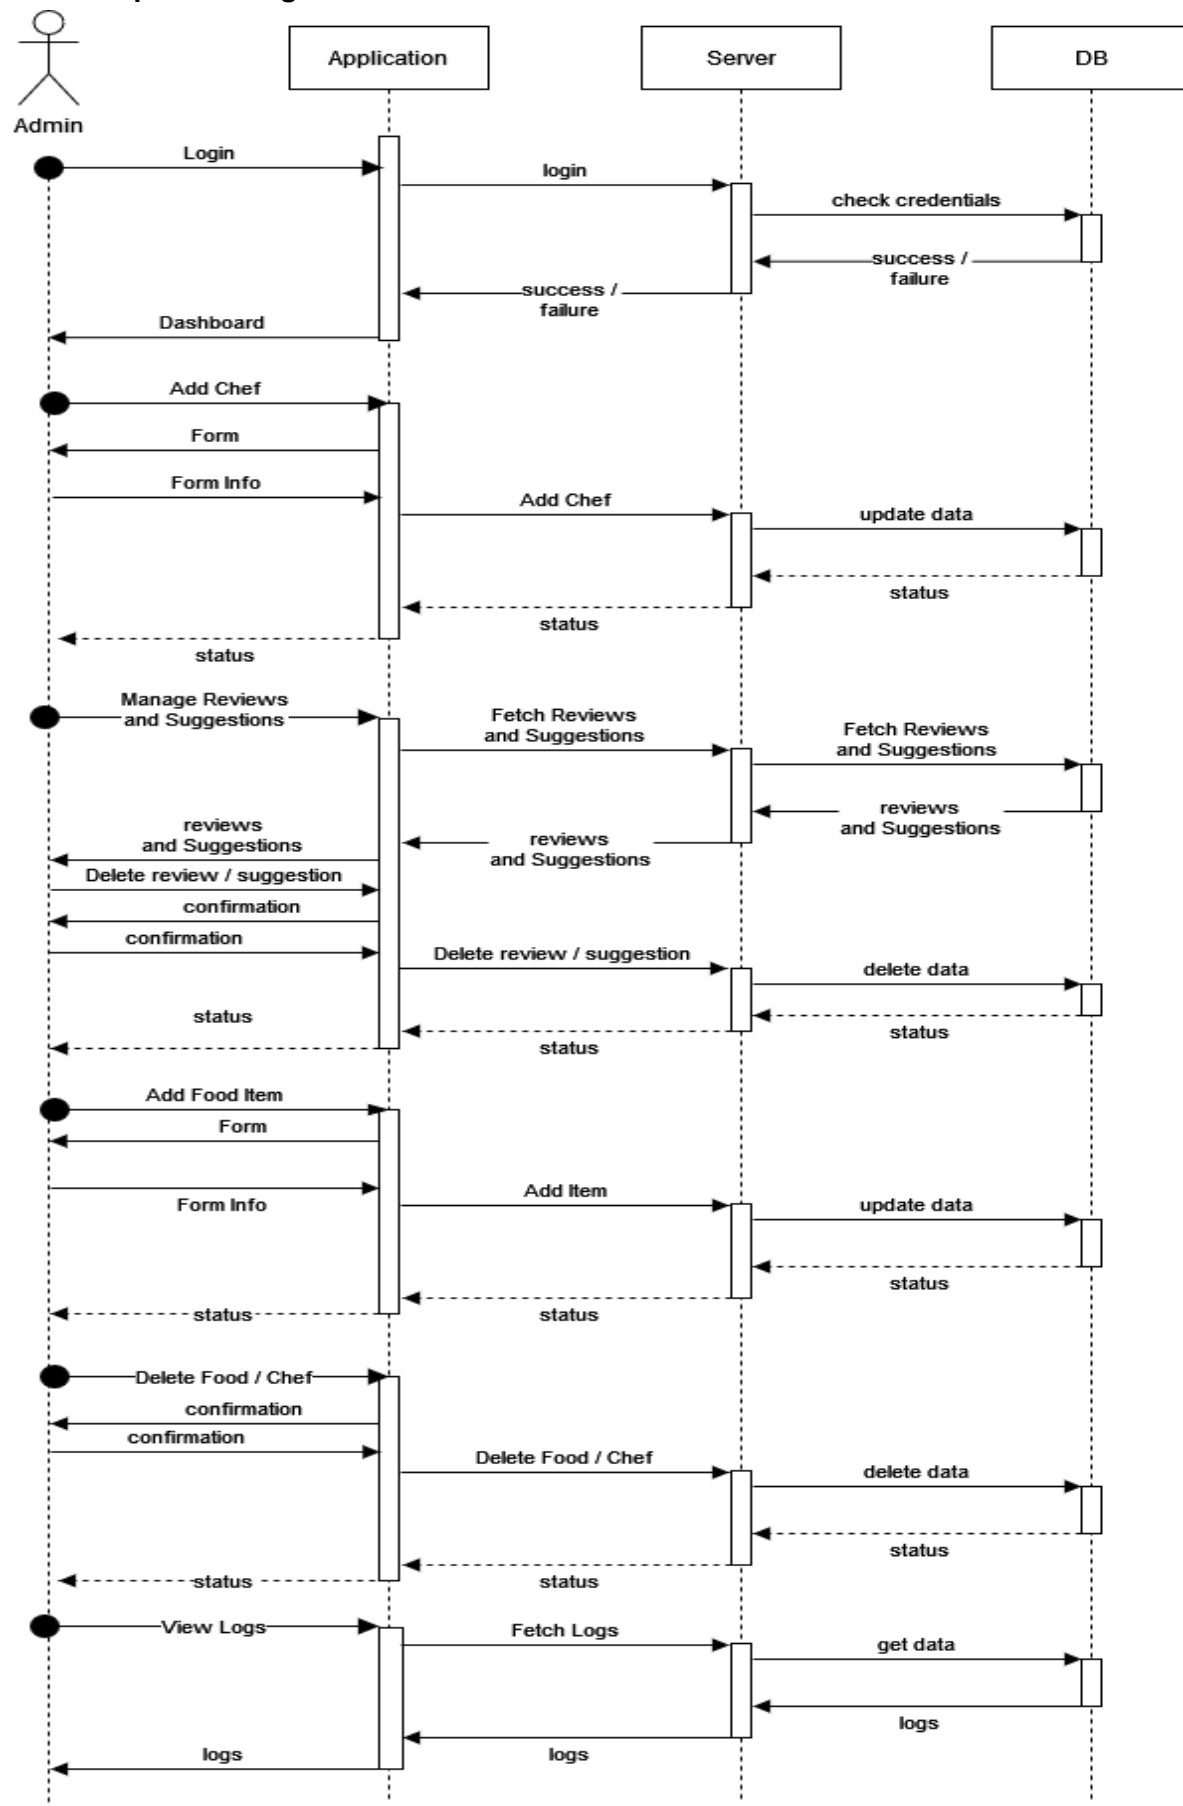 Application
Server
DB
Admin
Login
login
check credentials
success /
failure
success /
failure
Dashboard
Add Chef
Form
Form Info
Add Chef
update data
status
status
status
Manage Reviews
and Suggestions
Fetch Reviews
and Suggestions
Fetch Reviews
and Suggestions
reviews
and Suggestions
reviews
and Suggestions
reviews
and Suggestions
Delete review / suggestion
confirmation
confirmation
Delete review / suggestion
delete data
status
status
status
Add Food Item
Form
Form Info
Add Item
update data
status
status
status
Delete Food / Chef
confirmation
confirmation
Delete Food / Chef
delete data
status
status
status
View Logs
Fetch Logs
get data
logs
logs
logs